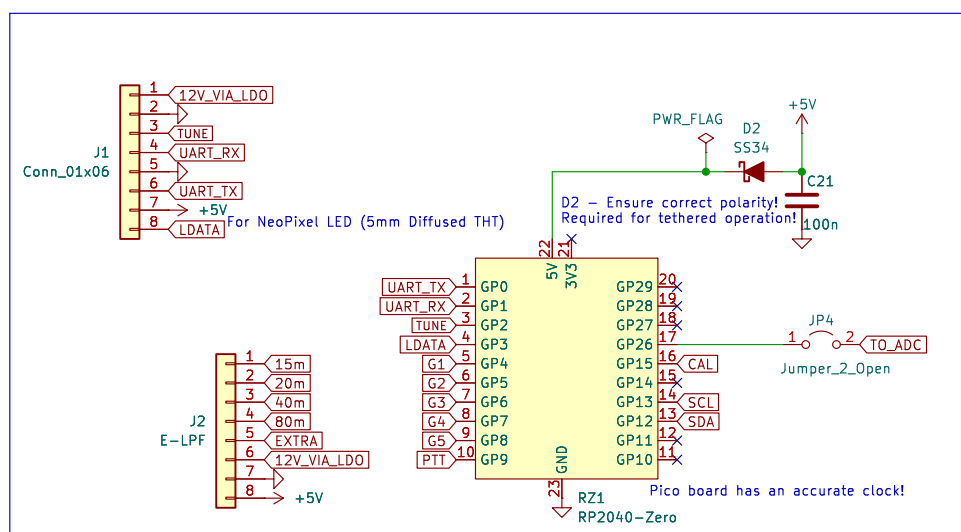 1 12V_VIA_LDO
2
3 TUNE
4 UART_RX
5
6 UART_TX
7 +5V
8 LDATA
J1
Conn_01x06
For NeoPixel LED (5mm Diffused THT)
PWR_FLAG
D2
SS34
+5V
C21
100n
D2 - Ensure correct polarity!
Required for tethered operation!
22 21
5V 3V3
UART_TX 1 GP0
UART_RX 2 GP1
TUNE 3 GP2
LDATA 4 GP3
G1 5 GP4
G2 6 GP5
G3 7 GP6
G4 8 GP7
G5 9 GP8
PTT 10 GP9
GP29 20
GP28 19
GP27 18
GP26 17
GP15 16 CAL
GP14 15
GP13 14 SCL
GP12 13 SDA
GP11 12
GP10 11
GND
23
RZ1
RP2040-Zero
JP4
1 2 TO_ADC
Jumper_2_Open
Pico board has an accurate clock!
1 15m
2 20m
3 40m
4 80m
5 EXTRA
6 12V_VIA_LDO
7
8 +5V
J2
E-LPF